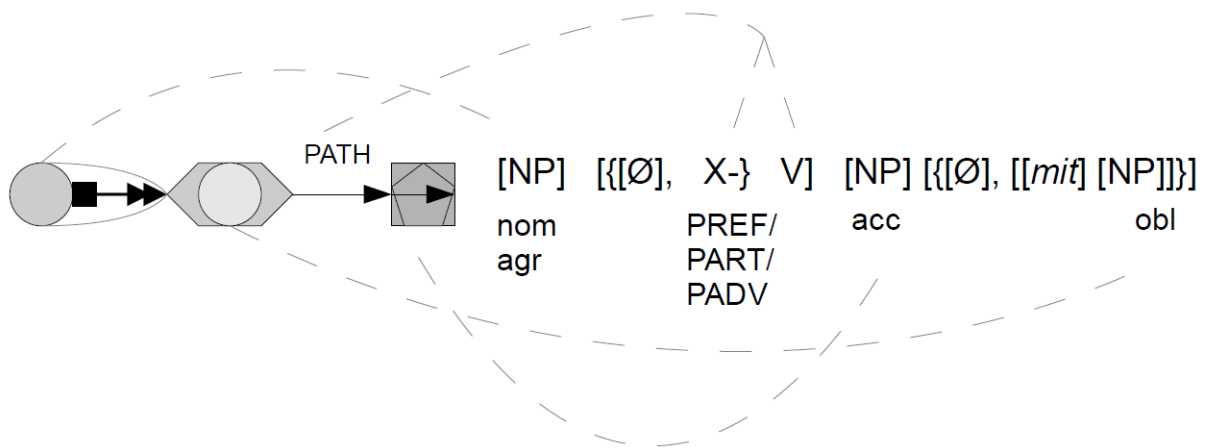 PATH
[NP] [{[Ø], X-} V] [NP] [{[Ø], [[mit] [NP]]}]
nom PREF/ acc obl
agr PART/
PADV